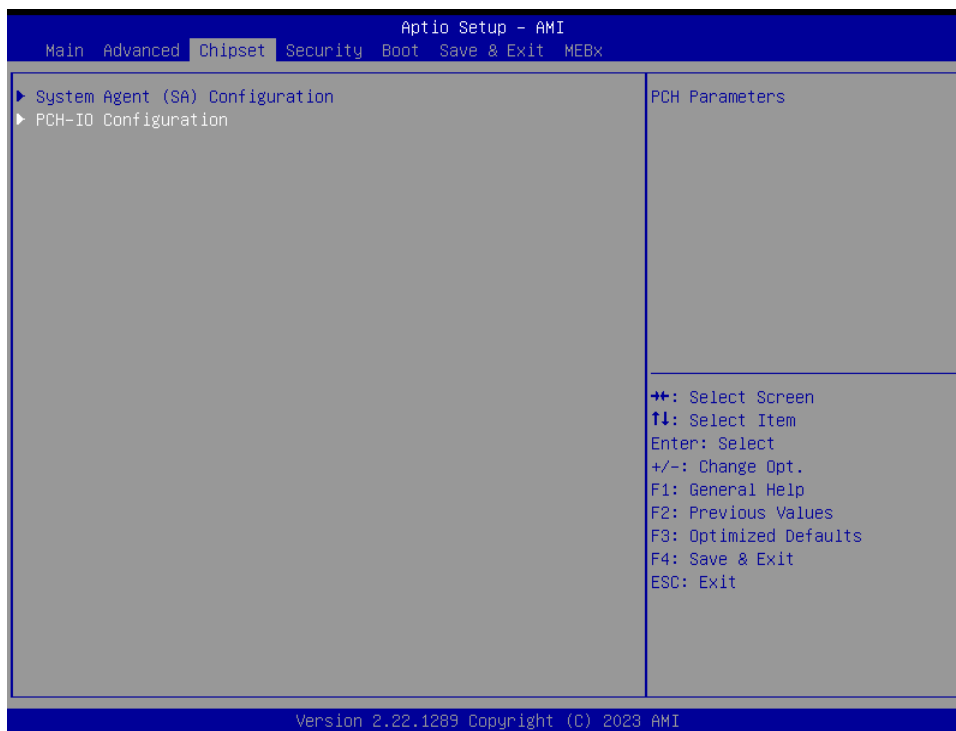 Aptio Setup – AMI
Main Advanced Chipset Security Boot Save & Exit MEBx
System Agent (SA) Configuration
PCH-IO Configuration
PCH Parameters
→←: Select Screen
↑↓: Select Item
Enter: Select
+/-: Change Opt.
F1: General Help
F2: Previous Values
F3: Optimized Defaults
F4: Save & Exit
ESC: Exit
Version 2.22.1289 Copyright (C) 2023 AMI